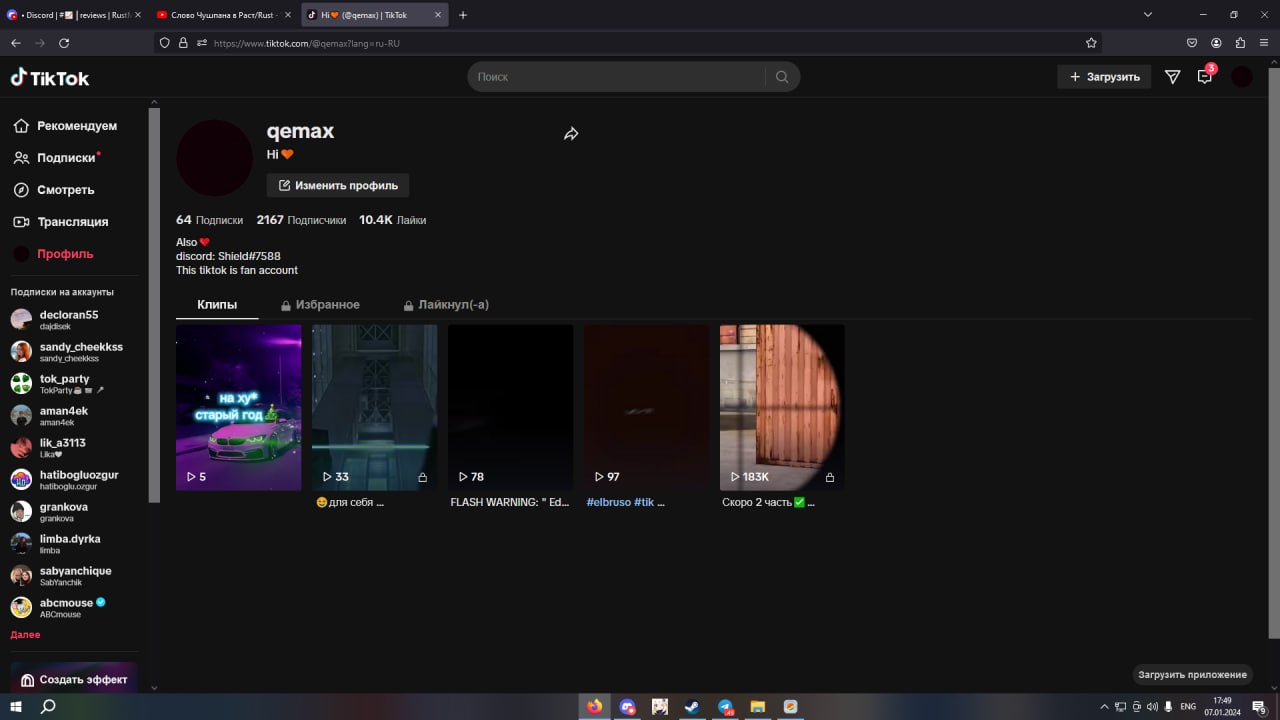 • Discord | #📈 | reviews | RustM
Слово Чушпана в Раст/Rust -
Hi🧡 (@qemax) | TikTok
https://www.tiktok.com/@qemax?lang=ru-RU
TikTok
Поиск
Загрузить
3
Рекомендуем
Подписки
Смотреть
Трансляция
Профиль
Подписки на аккаунты
decloran55
dajdisek
sandy_cheekkss
sandy_cheekkss
tok_party
TokParty
aman4ek
aman4ek
lik_a3113
Lika🖤
hatibogluozgur
hatiboglu.ozgur
grankova
grankova
limba.dyrka
limba
sabyanchique
SabYanchik
abcmouse
ABCmouse
Далее
Создать эффект
qemax
Hi 🧡
Изменить профиль
64 Подписки 2167 Подписчики 10.4K Лайки
Also💔
discord: Shield#7588
This tiktok is fan account
Клипы Избранное Лайкнул(-а)
на ху*
старый год
5
33
78
97
183K
😄для себя ...
FLASH WARNING: " Ed...
#elbruso #tik ...
Скоро 2 часть✅ ...
Загрузить приложение
ENG
17:49
07.01.2024